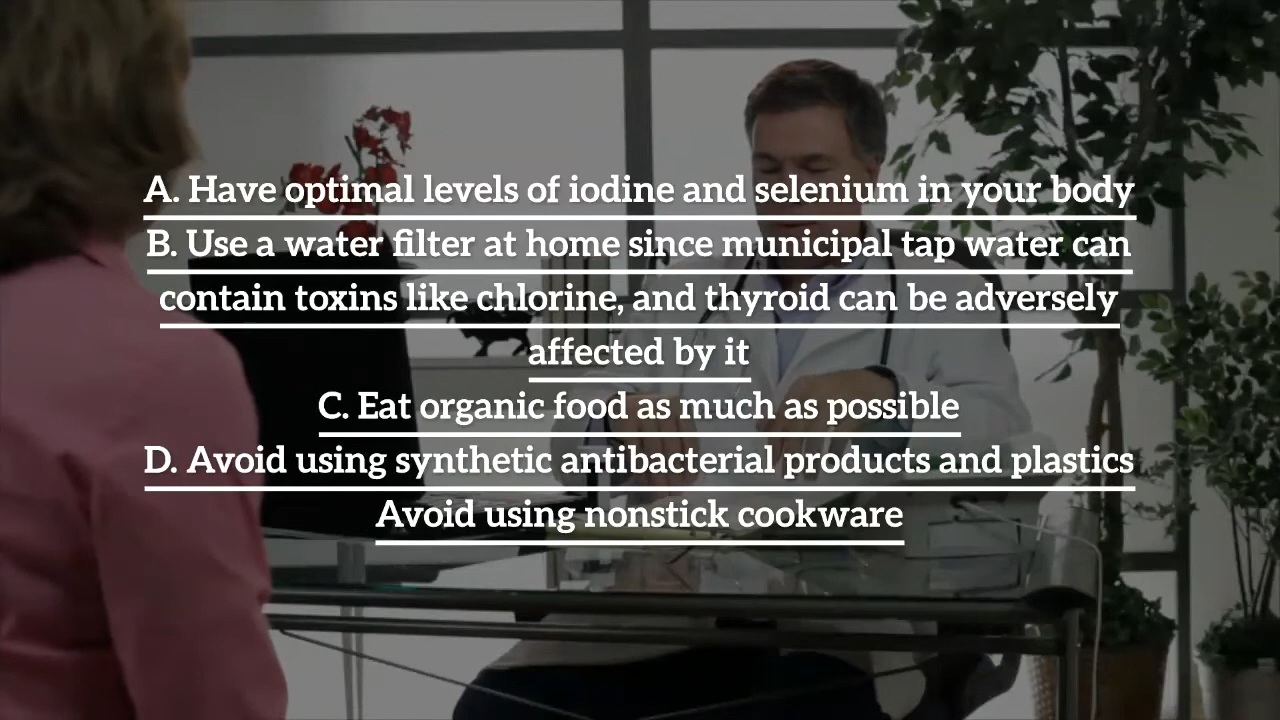 A. Have optimal levels of iodine and selenium in your body
B. Use a water filter at home since municipal tap water can
contain toxins like chlorine, and thyroid can be adversely
affected by it
C. Eat organic food as much as possible
D. Avoid using synthetic antibacterial products and plastics
Avoid using nonstick cookware